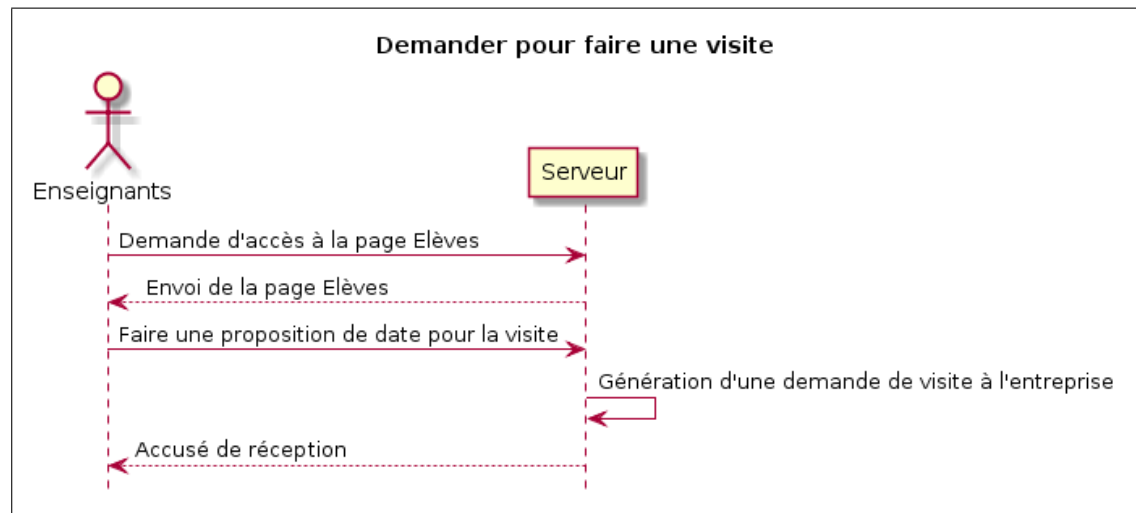 Demander pour faire une visite
Enseignants
Serveur
Demande d'accès à la page Elèves
Envoi de la page Elèves
Faire une proposition de date pour la visite
Génération d'une demande de visite à l'entreprise
Accusé de réception